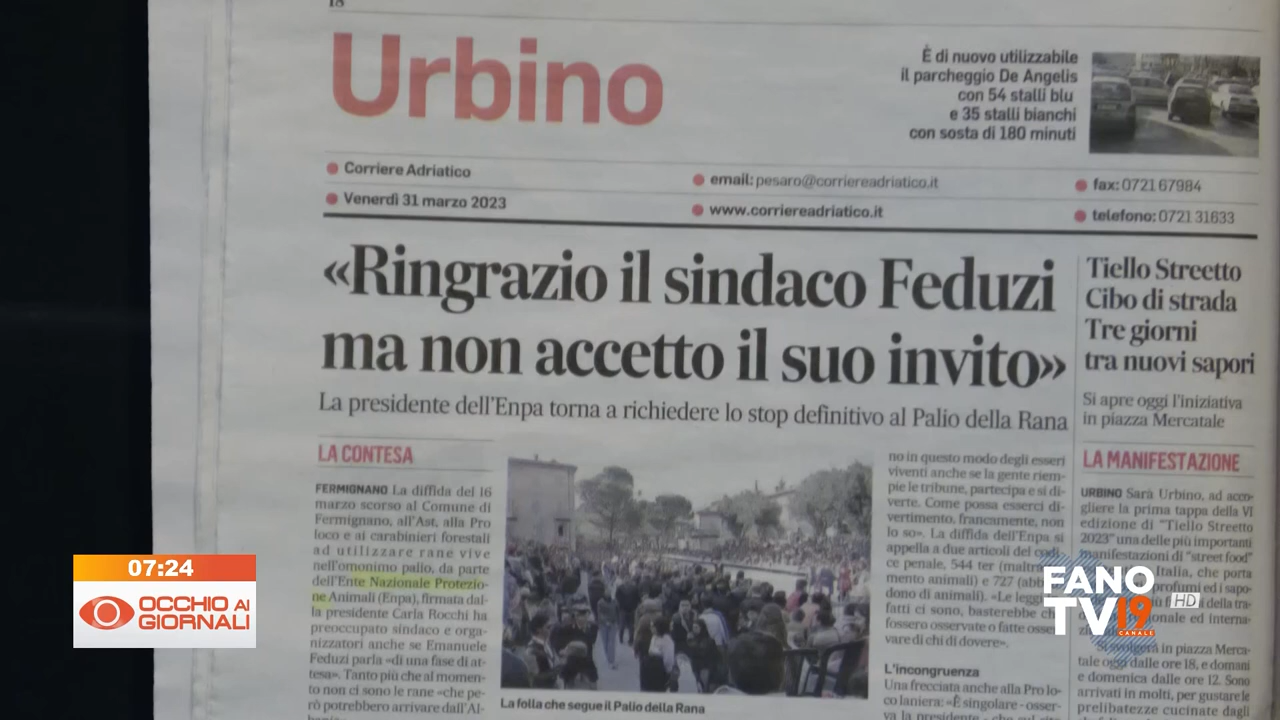 18
Urbino
È di nuovo utilizzabile
il parcheggio De Angelis
con 54 stalli blu
e 35 stalli bianchi
con sosta di 180 minuti
Corriere Adriatico
Venerdì 31 marzo 2023
email: pesaro@corriereadriatico.it
www.corriereadriatico.it
fax: 0721 67984
telefono: 0721 31633
«Ringrazio il sindaco Feduzi
ma non accetto il suo invito»
La presidente dell'Enpa torna a richiedere lo stop definitivo al Palio della Rana
LA CONTESA
FERMIGNANO La diffida del 16
marzo scorso al Comune di
Fermignano, all'Ast, alla Pro
loco e ai carabinieri forestali
ad utilizzare rane vive
nell'omonimo palio, da parte
dell'Ente Nazionale Protezio-
ne Animali (Enpa), firmata dal-
la presidente Carla Rocchi ha
preoccupato sindaco e orga-
nizzatori anche se Emanuele
Feduzi parla «di una fase di at-
tesa». Tanto più che al momen-
to non ci sono le rane «che pe-
rò potrebbero arrivare dall'Al-
La folla che segue il Palio della Rana
no in questo modo degli esseri
viventi anche se la gente riem-
pie le tribune, partecipa e si di-
verte. Come possa esserci di-
vertimento, francamente, non
lo so». La diffida dell'Enpa si
appella a due articoli del codi-
ce penale, 544 ter (maltra
mento animali) e 727 (abb
dono di animali). «Le leggi
fatti ci sono, basterebbe ch
fossero osservate o fatte osser
vare di chi di dovere».
L'incongruenza
Una frecciata anche alla Pro lo-
co laniera: «È singolare - osser-
va la presidente - che sul sito
Tiello Streetto
Cibo di strada
Tre giorni
tra nuovi sapori
Si apre oggi l'iniziativa
in piazza Mercatale
LA MANIFESTAZIONE
URBINO Sarà Urbino, ad acco-
gliere la prima tappa della VI
edizione di "Tiello Streetto
2023" una delle più importanti
manifestazioni di "street food"
Italia, che porta
profumi ed i sapo-
della tra-
onale ed interna-
Si svolgerà in piazza Merca-
tale oggi dalle ore 18, e domani
e domenica dalle ore 12. Sono
arrivati in molti, per gustare le
prelibatezze cucinate dagli
07:24
OCCHIO AI
GIORNALI
FANO
TV 19 HD
CANALE